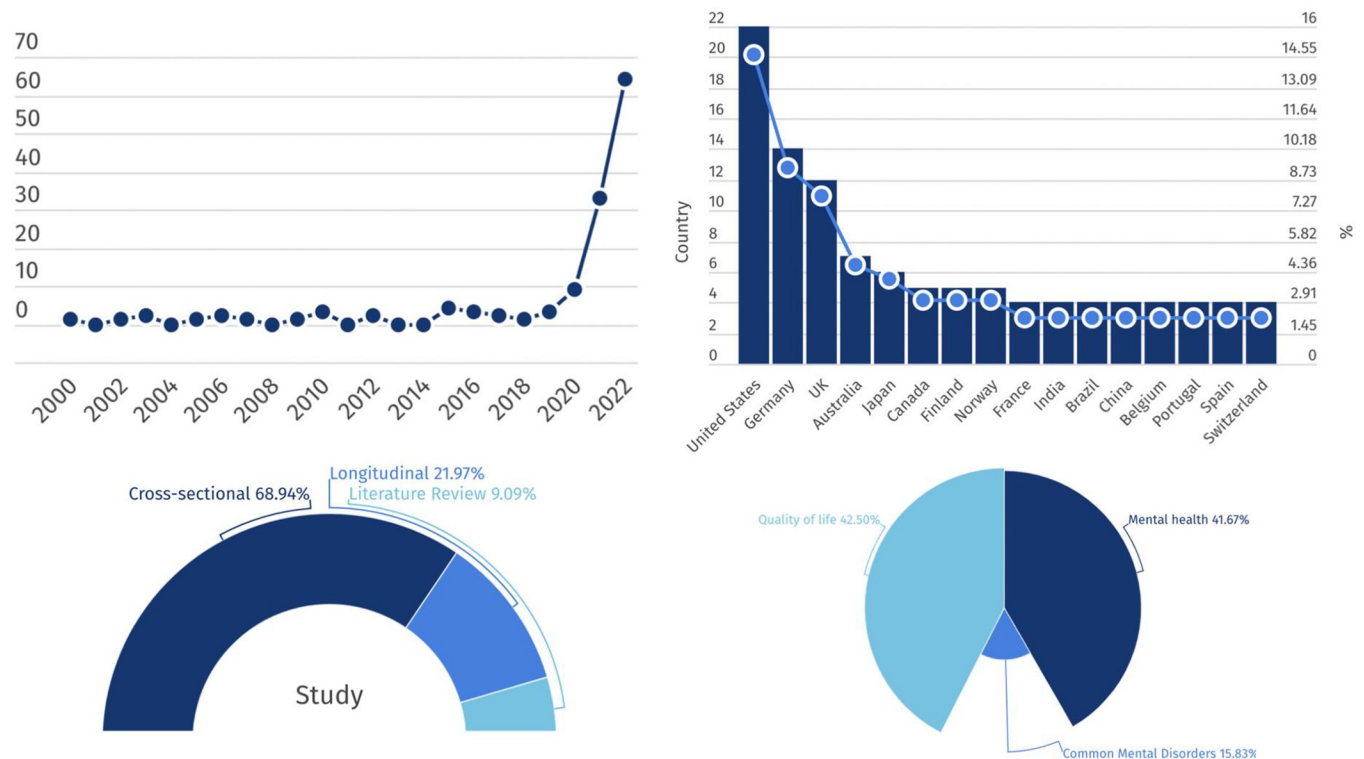 70
60
50
40
30
20
10
0
2000 2002 2004 2006 2008 2010 2012 2014 2016 2018 2020 2022
22 16
20 14.55
18 13.09
16 11.64
14 10.18
12 8.73
10 7.27
8 5.82
6 4.36
4 2.91
2 1.45
0 0
Country
%
United States Germany UK Australia Japan Canada Finland Norway France India Brazil China Belgium Portugal Spain Switzerland
Longitudinal 21.97%
Cross-sectional 68.94% Literature Review 9.09%
Study
Quality of life 42.50% Mental health 41.67%
Common Mental Disorders 15.83%